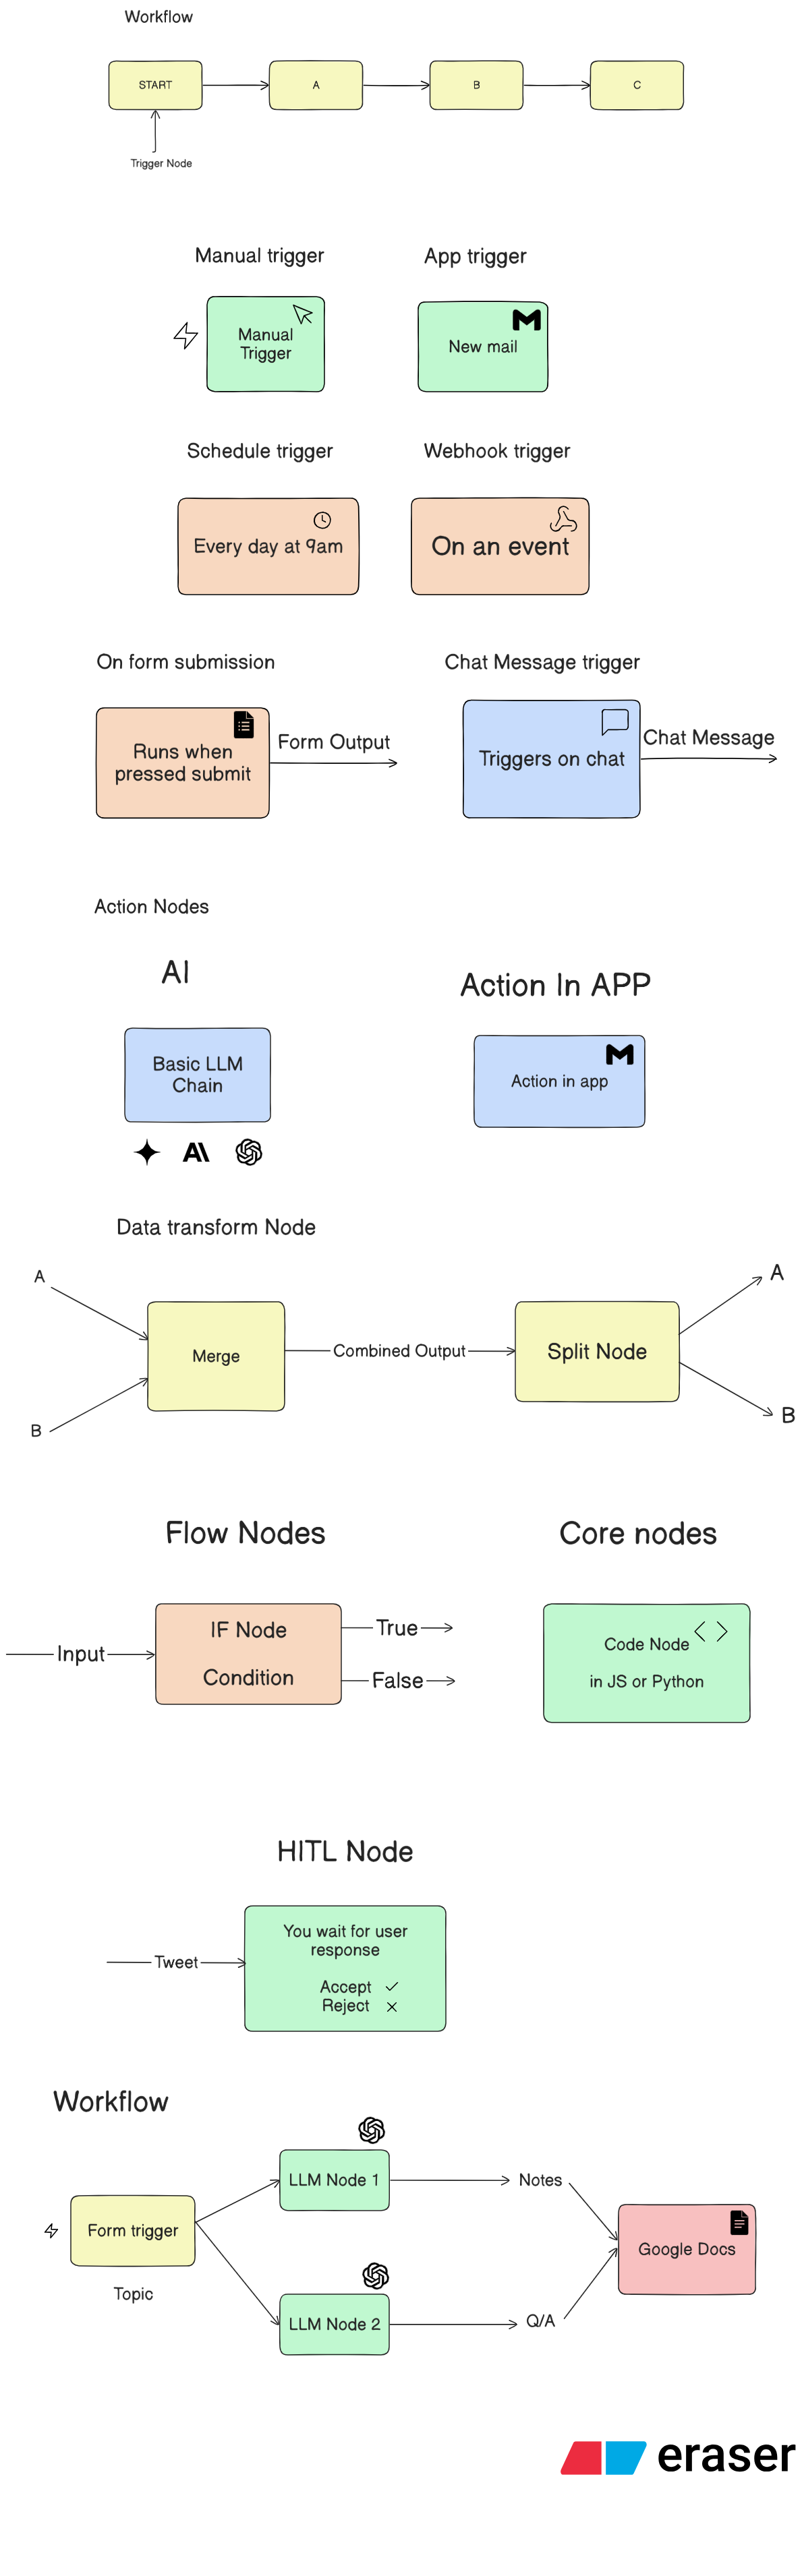 Workflow
START
A
B
C
Trigger Node
Manual trigger
App trigger
Manual
Trigger
New mail
Schedule trigger
Webhook trigger
Every day at 9am
On an event
On form submission
Chat Message trigger
Runs when
pressed submit
Form Output
Triggers on chat
Chat Message
Action Nodes
AI
Action In APP
Basic LLM
Chain
Action in app
Data transform Node
A
B
Merge
Combined Output
Split Node
A
B
Flow Nodes
Core nodes
Input
IF Node
Condition
True
False
Code Node
in JS or Python
HITL Node
Tweet
You wait for user
response
Accept
Reject
Workflow
Form trigger
Topic
LLM Node 1
Notes
LLM Node 2
Q/A
Google Docs
eraser